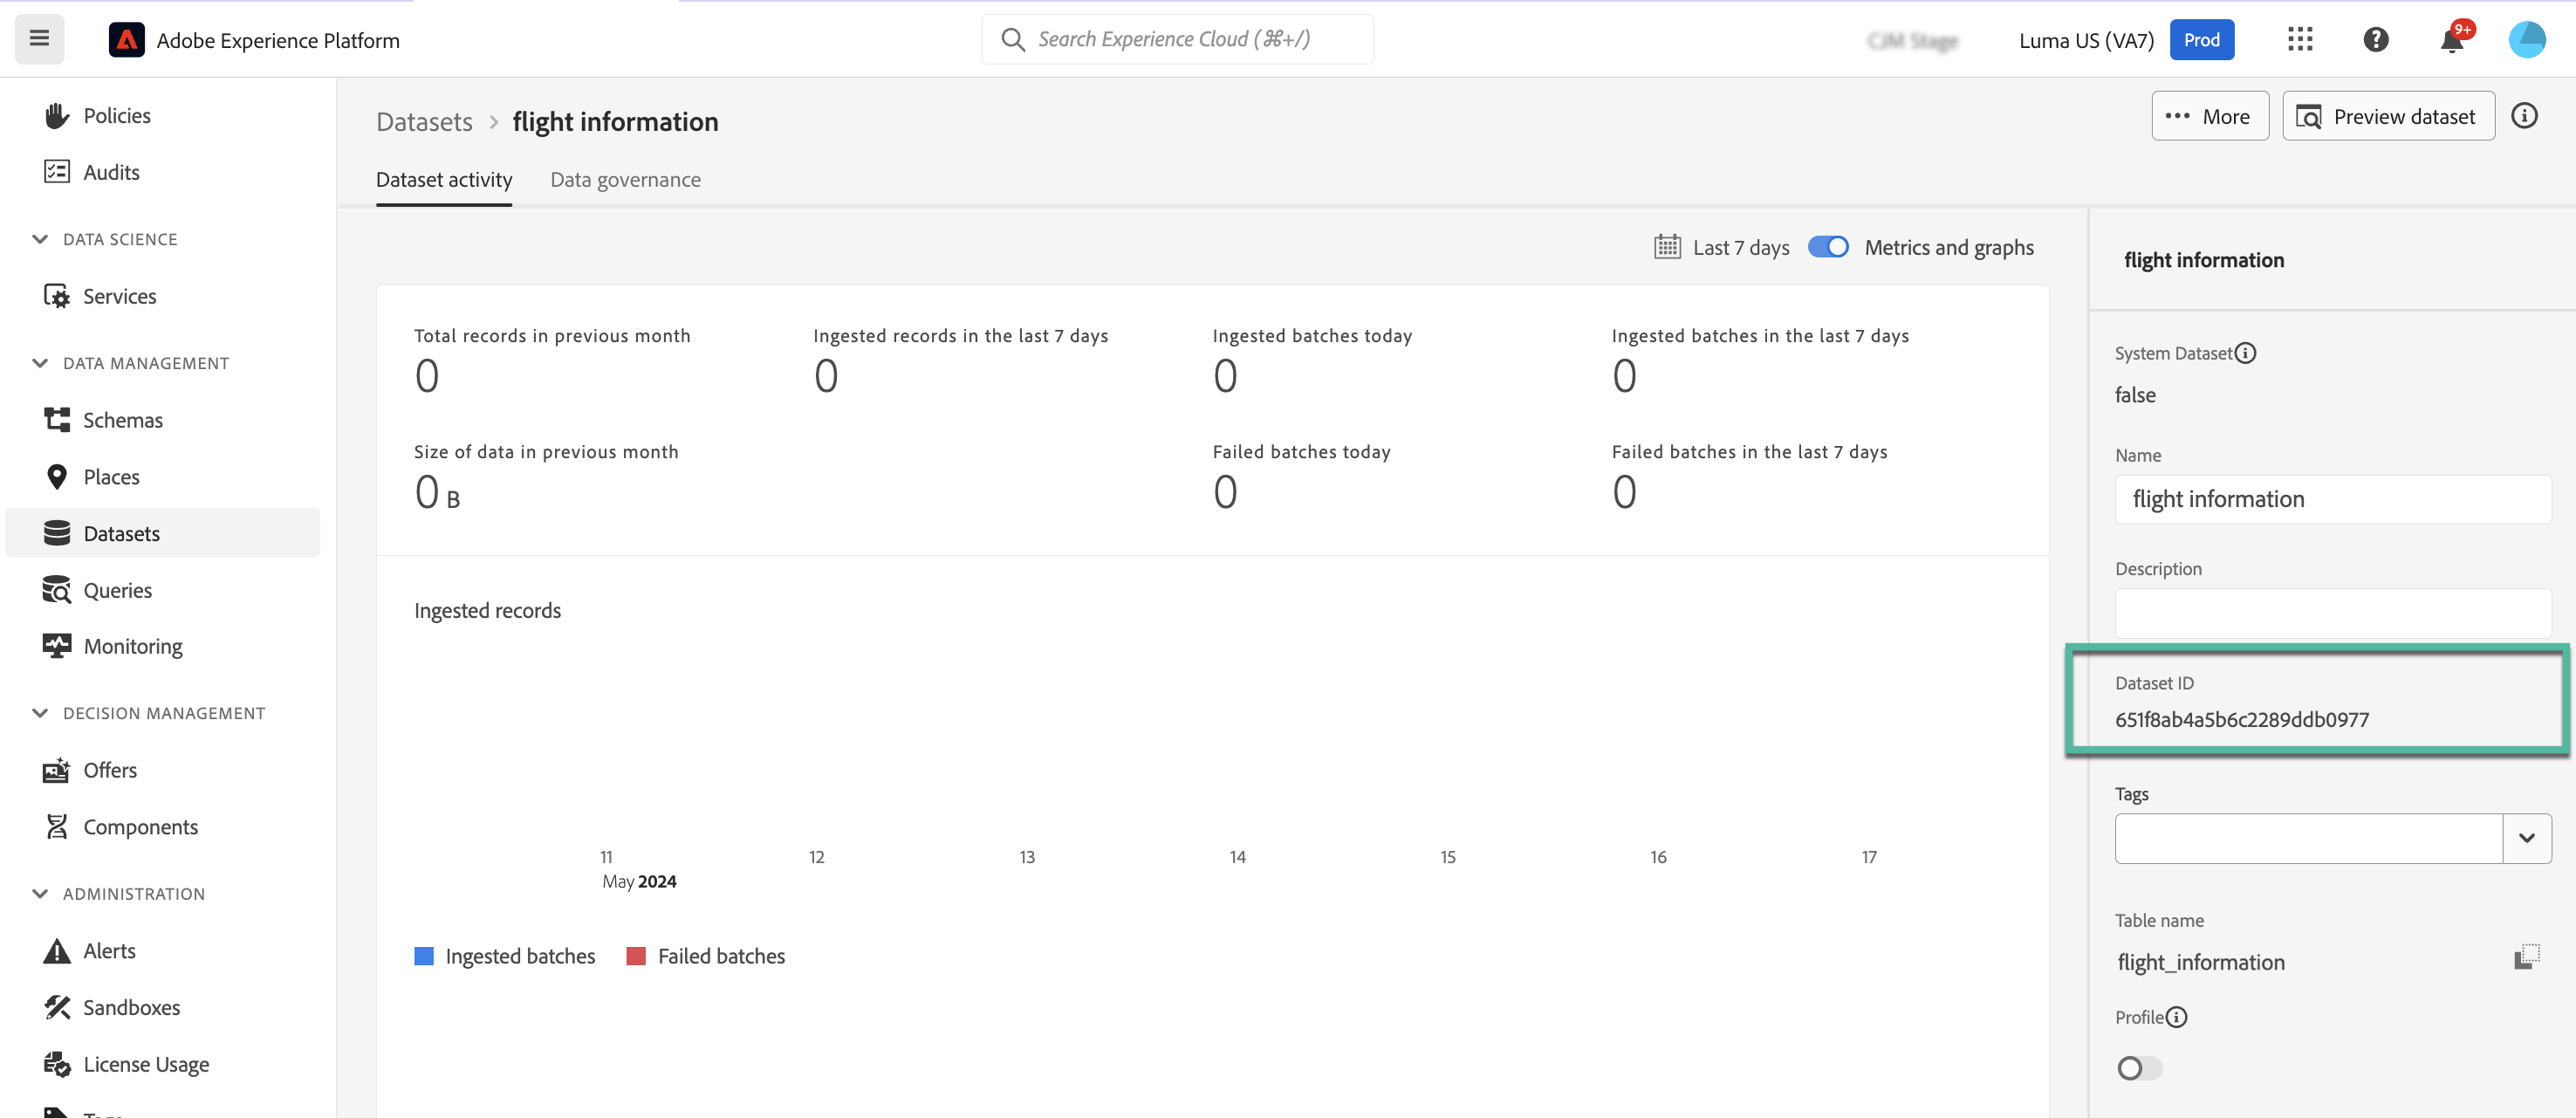 Adobe Experience Platform
Search Experience Cloud (⌘+/)
CJM Stage
Luma US (VA7)
Prod
9+
Policies
Audits
DATA SCIENCE
Services
DATA MANAGEMENT
Schemas
Places
Datasets
Queries
Monitoring
DECISION MANAGEMENT
Offers
Components
ADMINISTRATION
Alerts
Sandboxes
License Usage
Datasets > flight information
More
Preview dataset
Dataset activity
Data governance
Last 7 days
Metrics and graphs
Total records in previous month
0
Ingested records in the last 7 days
0
Ingested batches today
0
Ingested batches in the last 7 days
0
Size of data in previous month
0 B
Failed batches today
0
Failed batches in the last 7 days
0
Ingested records
11 12 13 14 15 16 17
May 2024
Ingested batches
Failed batches
flight information
System Dataset
false
Name
flight information
Description
Dataset ID
651f8ab4a5b6c2289ddb0977
Tags
Table name
flight_information
Profile